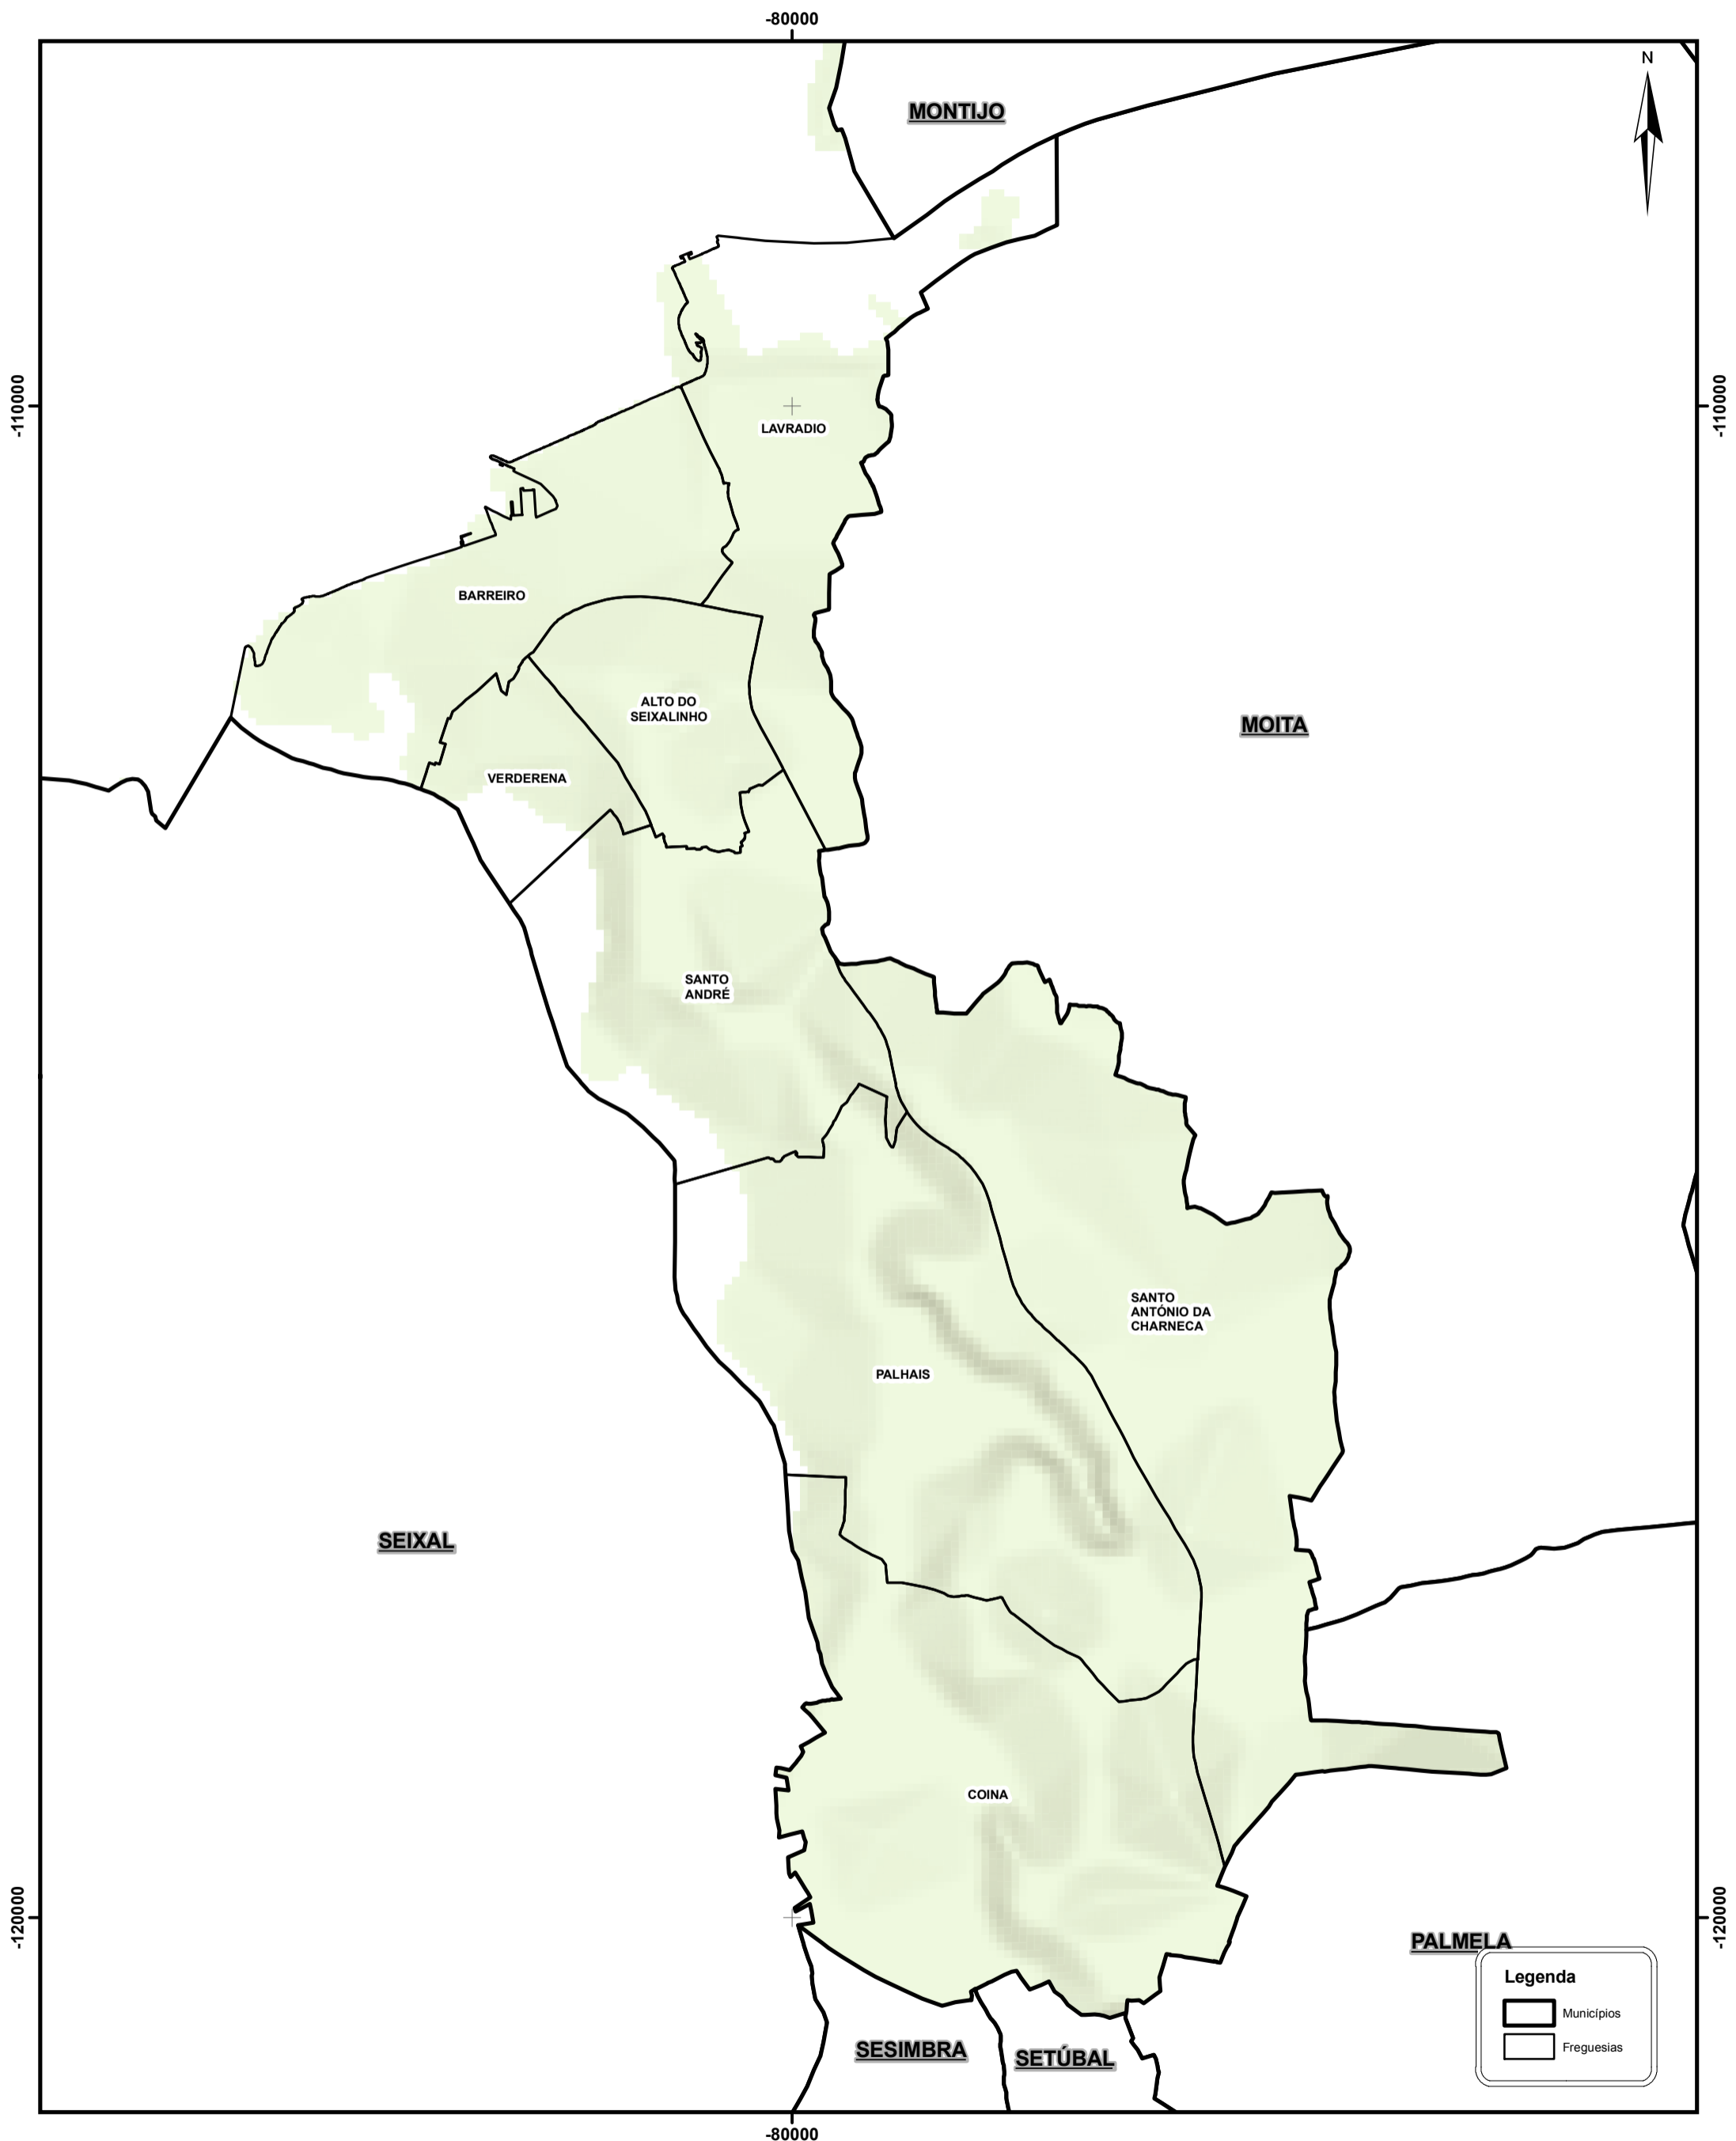 -80000
MONTIJO
N
-110000
-110000
LAVRADIO
BARREIRO
ALTO DO
SEIXALINHO
MOITA
VERDERENA
SANTO
ANDRÉ
SANTO
ANTÓNIO DA
CHARNECA
PALHAIS
SEIXAL
COINA
-120000
-120000
PALMELA
Legenda
Municípios
Freguesias
SESIMBRA
SETÚBAL
-80000